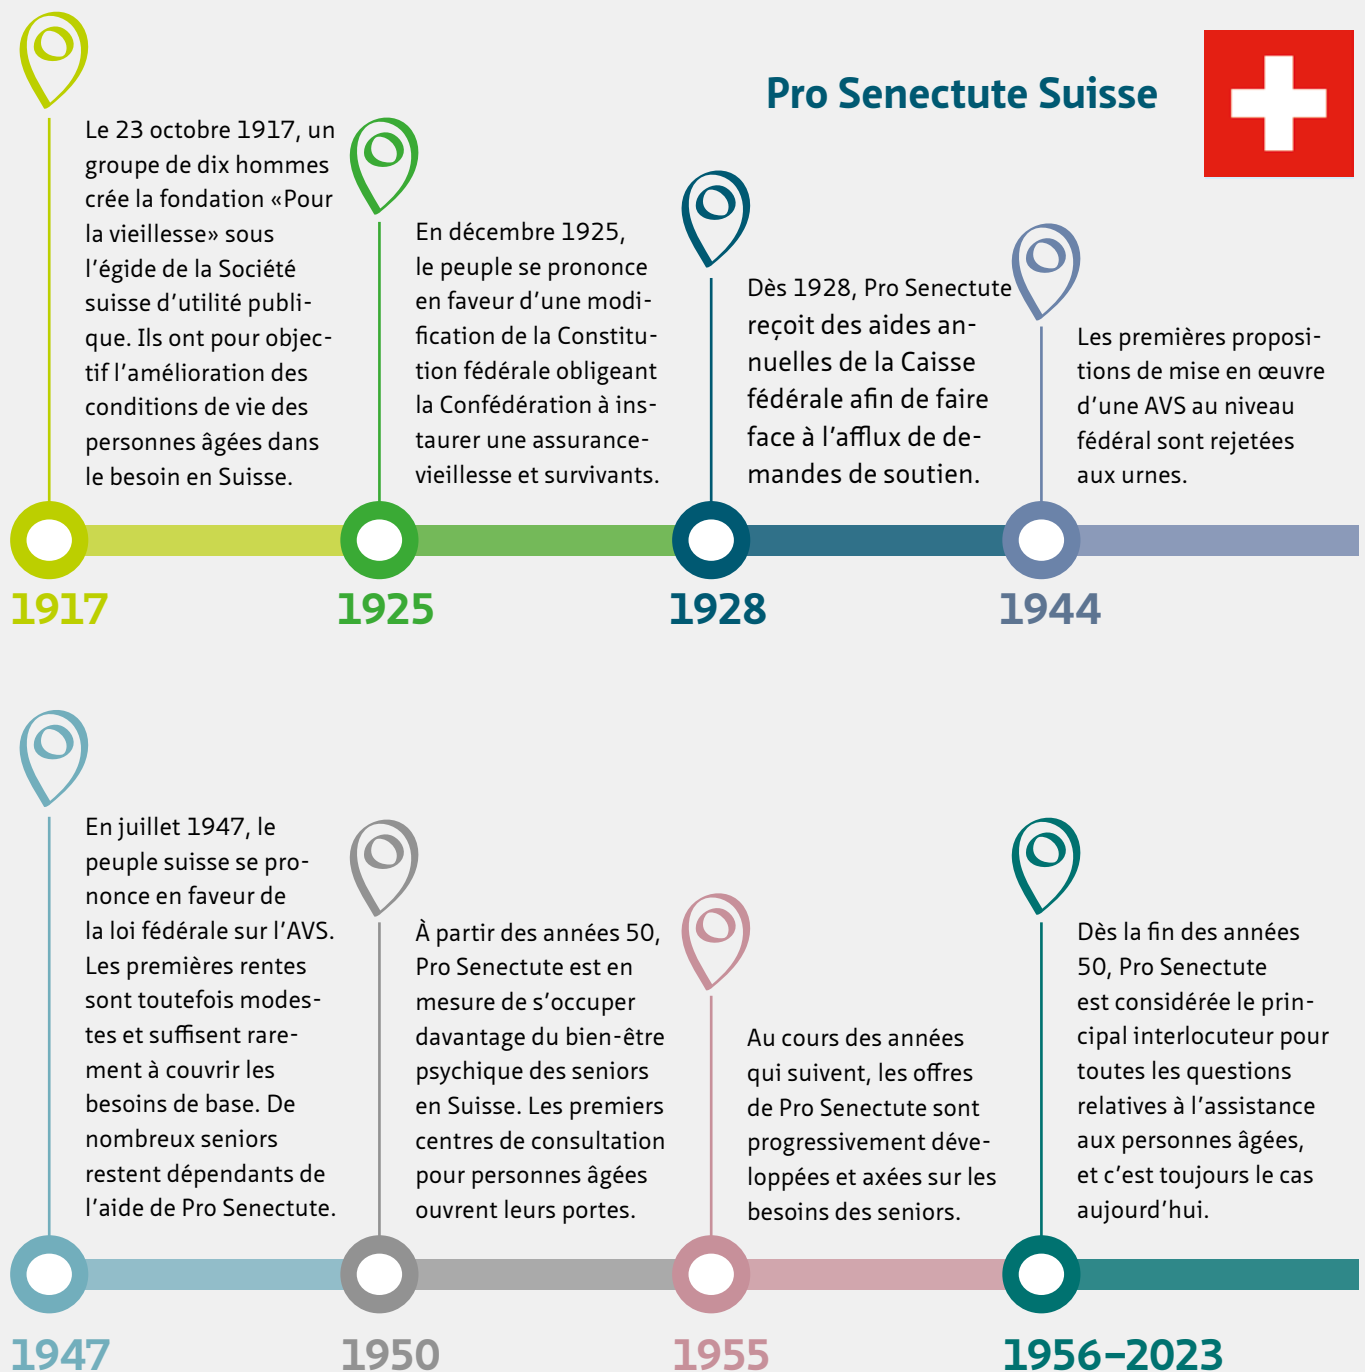 Pro Senectute Suisse
Le 23 octobre 1917, un
groupe de dix hommes
crée la fondation «Pour
la vieillesse» sous
l’égide de la Société
suisse d’utilité publi-
que. Ils ont pour objec-
tif l’amélioration des
conditions de vie des
personnes âgées dans
le besoin en Suisse.
1917
En décembre 1925,
le peuple se prononce
en faveur d’une modi-
fication de la Constitu-
tion fédérale obligeant
la Confédération à ins-
taurer une assurance-
vieillesse et survivants.
1925
Dès 1928, Pro Senectute
reçoit des aides an-
nuelles de la Caisse
fédérale afin de faire
face à l’afflux de de-
mandes de soutien.
1928
Les premières proposi-
tions de mise en œuvre
d’une AVS au niveau
fédéral sont rejetées
aux urnes.
1944
En juillet 1947, le
peuple suisse se pro-
nonce en faveur de
la loi fédérale sur l’AVS.
Les premières rentes
sont toutefois modes-
tes et suffisent rare-
ment à couvrir les
besoins de base. De
nombreux seniors
restent dépendants de
l’aide de Pro Senectute.
1947
À partir des années 50,
Pro Senectute est en
mesure de s’occuper
davantage du bien-être
psychique des seniors
en Suisse. Les premiers
centres de consultation
pour personnes âgées
ouvrent leurs portes.
1950
Au cours des années
qui suivent, les offres
de Pro Senectute sont
progressivement déve-
loppées et axées sur les
besoins des seniors.
1955
Dès la fin des années
50, Pro Senectute
est considérée le prin-
cipal interlocuteur pour
toutes les questions
relatives à l’assistance
aux personnes âgées,
et c’est toujours le cas
aujourd’hui.
1956–2023